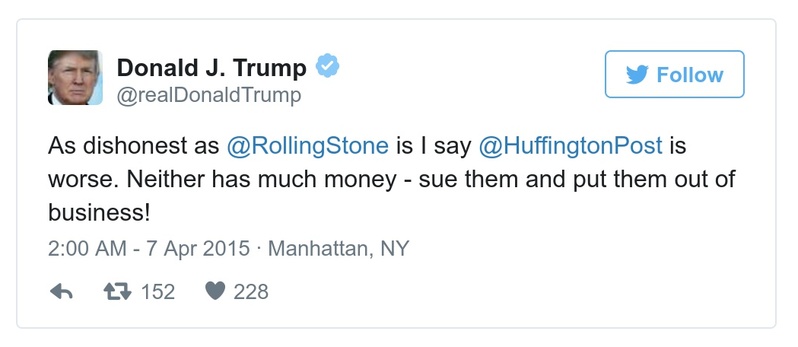 Donald J. Trump
Follow
@realDonaldTrump
As dishonest as @RollingStone is I say @HuffingtonPost is
worse. Neither has much money - sue them and put them out of
business!
2:00 AM - 7 Apr 2015 · Manhattan, NY
152 228